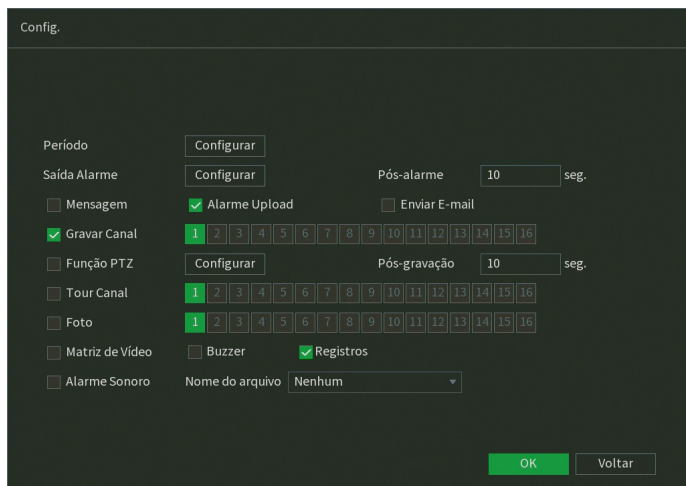 Config.
Período Configurar
Saída Alarme Configurar Pós-alarme 10 seg.
Mensagem Alarme Upload Enviar E-mail
Gravar Canal 1 2 3 4 5 6 7 8 9 10 11 12 13 14 15 16
Função PTZ Configurar Pós-gravação 10 seg.
Tour Canal 1 2 3 4 5 6 7 8 9 10 11 12 13 14 15 16
Foto 1 2 3 4 5 6 7 8 9 10 11 12 13 14 15 16
Matriz de Vídeo Buzzer Registros
Alarme Sonoro Nome do arquivo Nenhum
OK Voltar